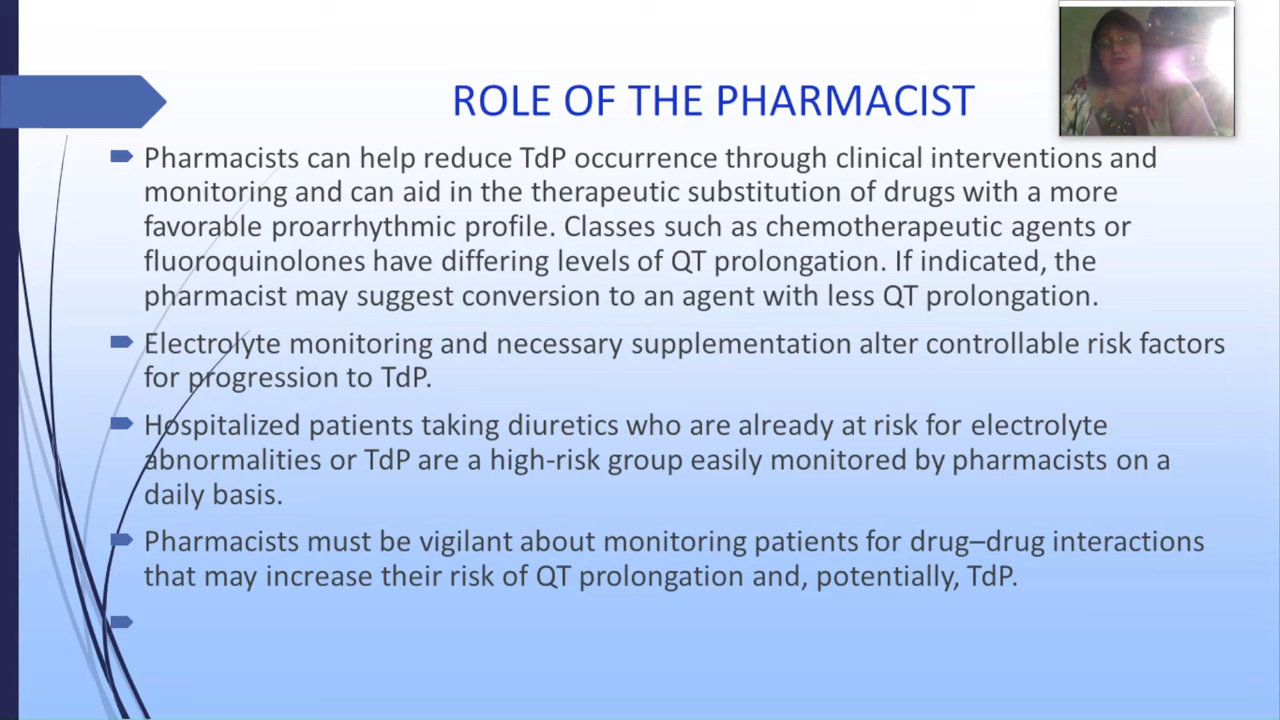 ROLE OF THE PHARMACIST
Pharmacists can help reduce TdP occurrence through clinical interventions and
monitoring and can aid in the therapeutic substitution of drugs with a more
favorable proarrhythmic profile. Classes such as chemotherapeutic agents or
fluoroquinolones have differing levels of QT prolongation. If indicated, the
pharmacist may suggest conversion to an agent with less QT prolongation.
Electrolyte monitoring and necessary supplementation alter controllable risk factors
for progression to TdP.
Hospitalized patients taking diuretics who are already at risk for electrolyte
abnormalities or TdP are a high-risk group easily monitored by pharmacists on a
daily basis.
Pharmacists must be vigilant about monitoring patients for drug–drug interactions
that may increase their risk of QT prolongation and, potentially, TdP.